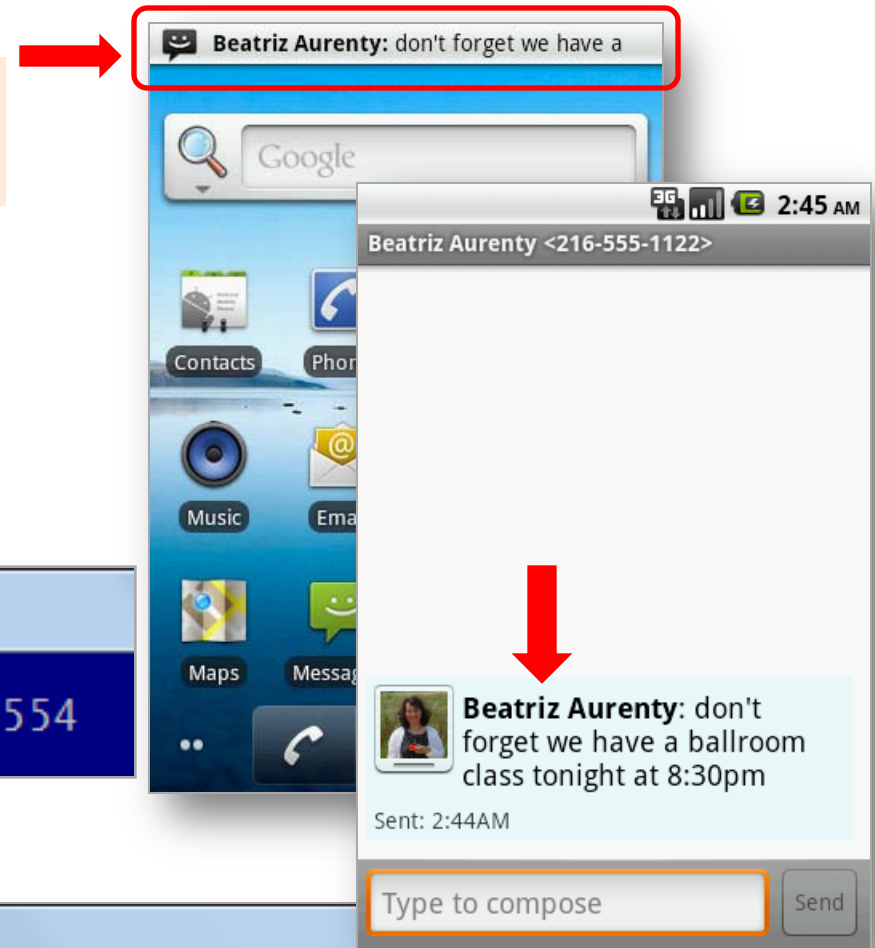 Beatriz Aurenty: don't forget we have a
Google
3G 2:45 AM
Beatriz Aurenty <216-555-1122>
Contacts
Phon
Music
Ema
Maps
Messag
554
Beatriz Aurenty: don't
forget we have a ballroom
class tonight at 8:30pm
Sent: 2:44AM
Type to compose
Send